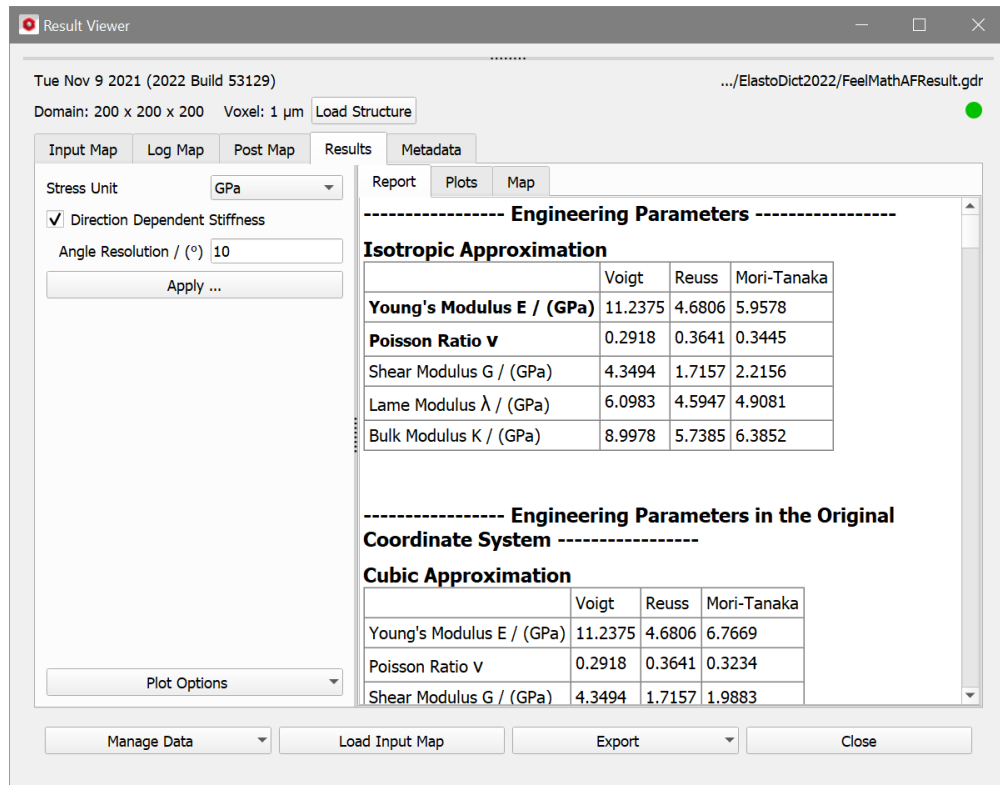 Result Viewer
Tue Nov 9 2021 (2022 Build 53129)
.../ElastoDict2022/FeelMathAFResult.gdr
Domain: 200 x 200 x 200 Voxel: 1 µm Load Structure
Input Map Log Map Post Map Results Metadata
Stress Unit GPa
Direction Dependent Stiffness
Angle Resolution / (°) 10
Apply ...
Plot Options
Report Plots Map
----------------- Engineering Parameters -----------------
Isotropic Approximation
Voigt Reuss Mori-Tanaka
Young's Modulus E / (GPa) 11.2375 4.6806 5.9578
Poisson Ratio ν 0.2918 0.3641 0.3445
Shear Modulus G / (GPa) 4.3494 1.7157 2.2156
Lame Modulus λ / (GPa) 6.0983 4.5947 4.9081
Bulk Modulus K / (GPa) 8.9978 5.7385 6.3852
----------------- Engineering Parameters in the Original
Coordinate System -----------------
Cubic Approximation
Voigt Reuss Mori-Tanaka
Young's Modulus E / (GPa) 11.2375 4.6806 6.7669
Poisson Ratio ν 0.2918 0.3641 0.3234
Shear Modulus G / (GPa) 4.3494 1.7157 1.9883
Manage Data Load Input Map Export Close